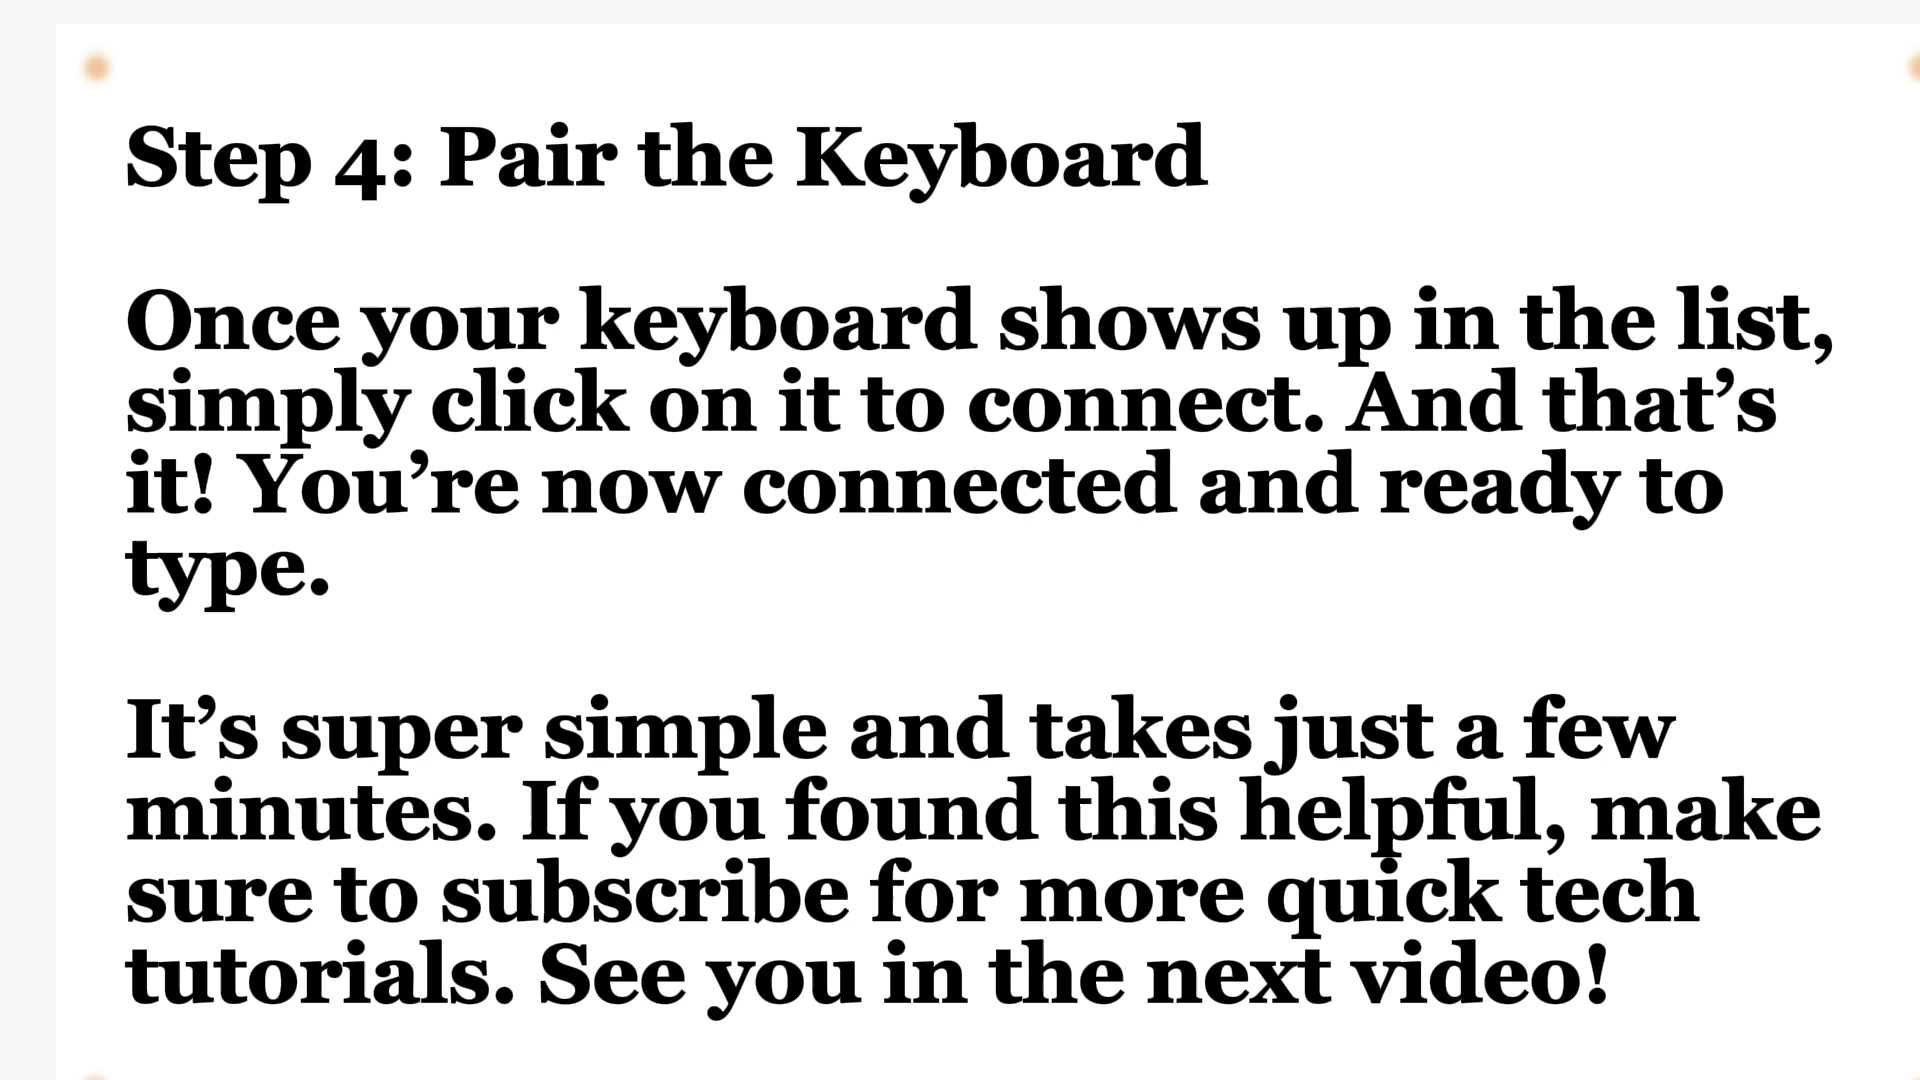 Step 4: Pair the Keyboard
Once your keyboard shows up in the list,
simply click on it to connect. And that’s
it! You’re now connected and ready to
type.
It’s super simple and takes just a few
minutes. If you found this helpful, make
sure to subscribe for more quick tech
tutorials. See you in the next video!